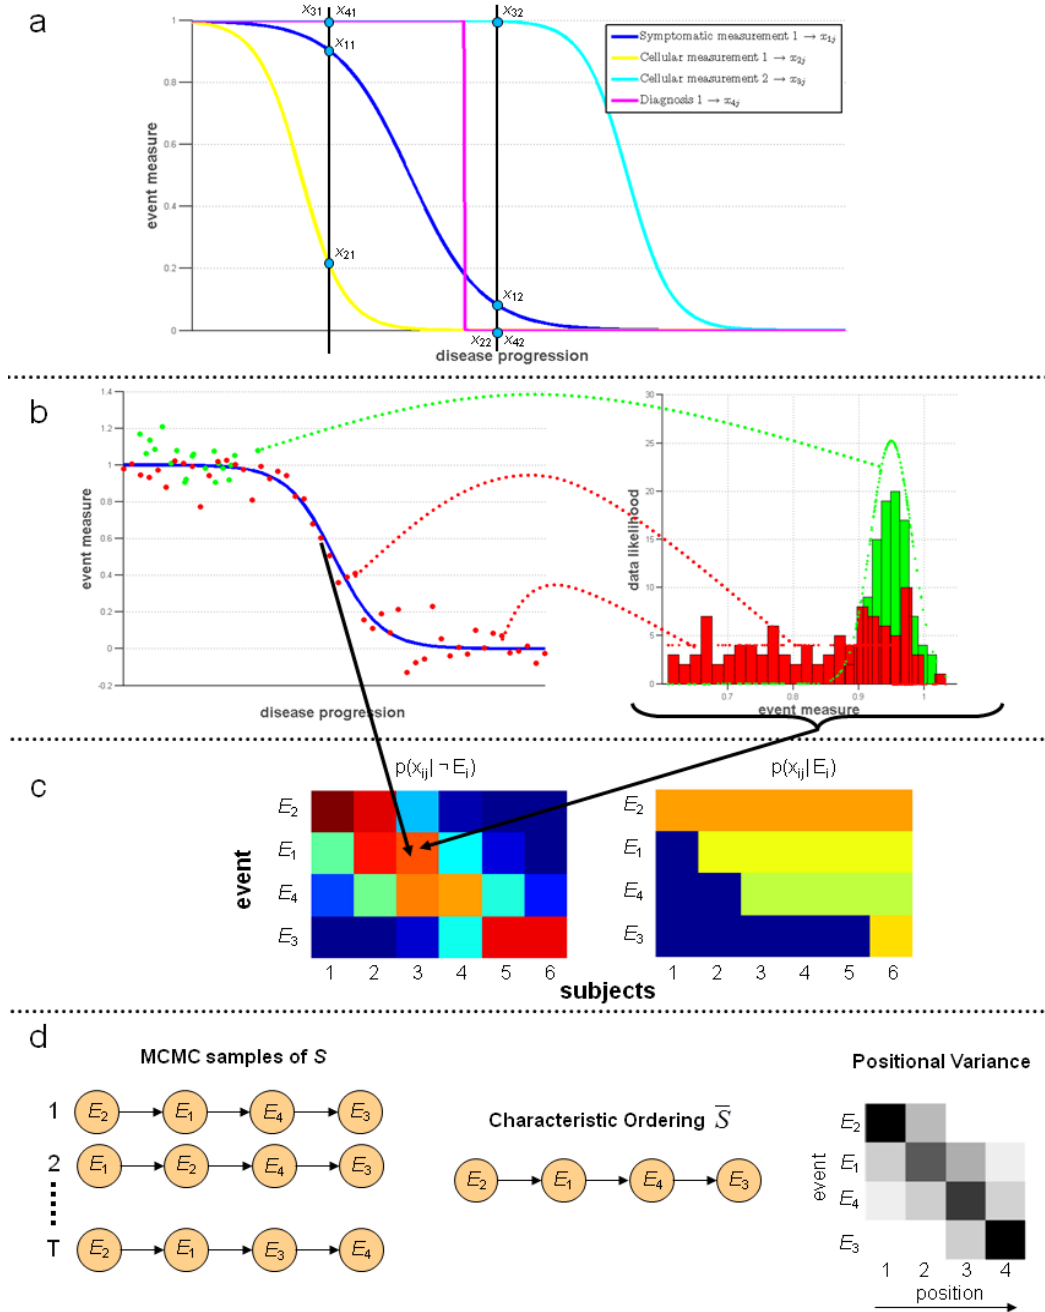 a
x31 x41
x32
x11
x21
x12
x22 x42
Symptomatic measurement 1 → x1j
Cellular measurement 1 → x2j
Cellular measurement 2 → x3j
Diagnosis 1 → x4j
1
0.8
0.6
0.4
0.2
0
event measure
disease progression
b
1.4
1.2
1
0.8
0.6
0.4
0.2
0
-0.2
event measure
disease progression
30
25
20
15
10
5
0
data likelihood
0.7 0.8 0.9 1
event measure
c
p(xij| ¬ Ei)
p(xij|Ei)
E2
E1
E4
E3
event
1 2 3 4 5 6
E2
E1
E4
E3
1 2 3 4 5 6
subjects
d
MCMC samples of S
1 E2 E1 E4 E3
2 E1 E2 E4 E3
T E2 E1 E3 E4
Characteristic Ordering S̅
E2 E1 E4 E3
Positional Variance
E2
E1
E4
E3
event
1 2 3 4
position